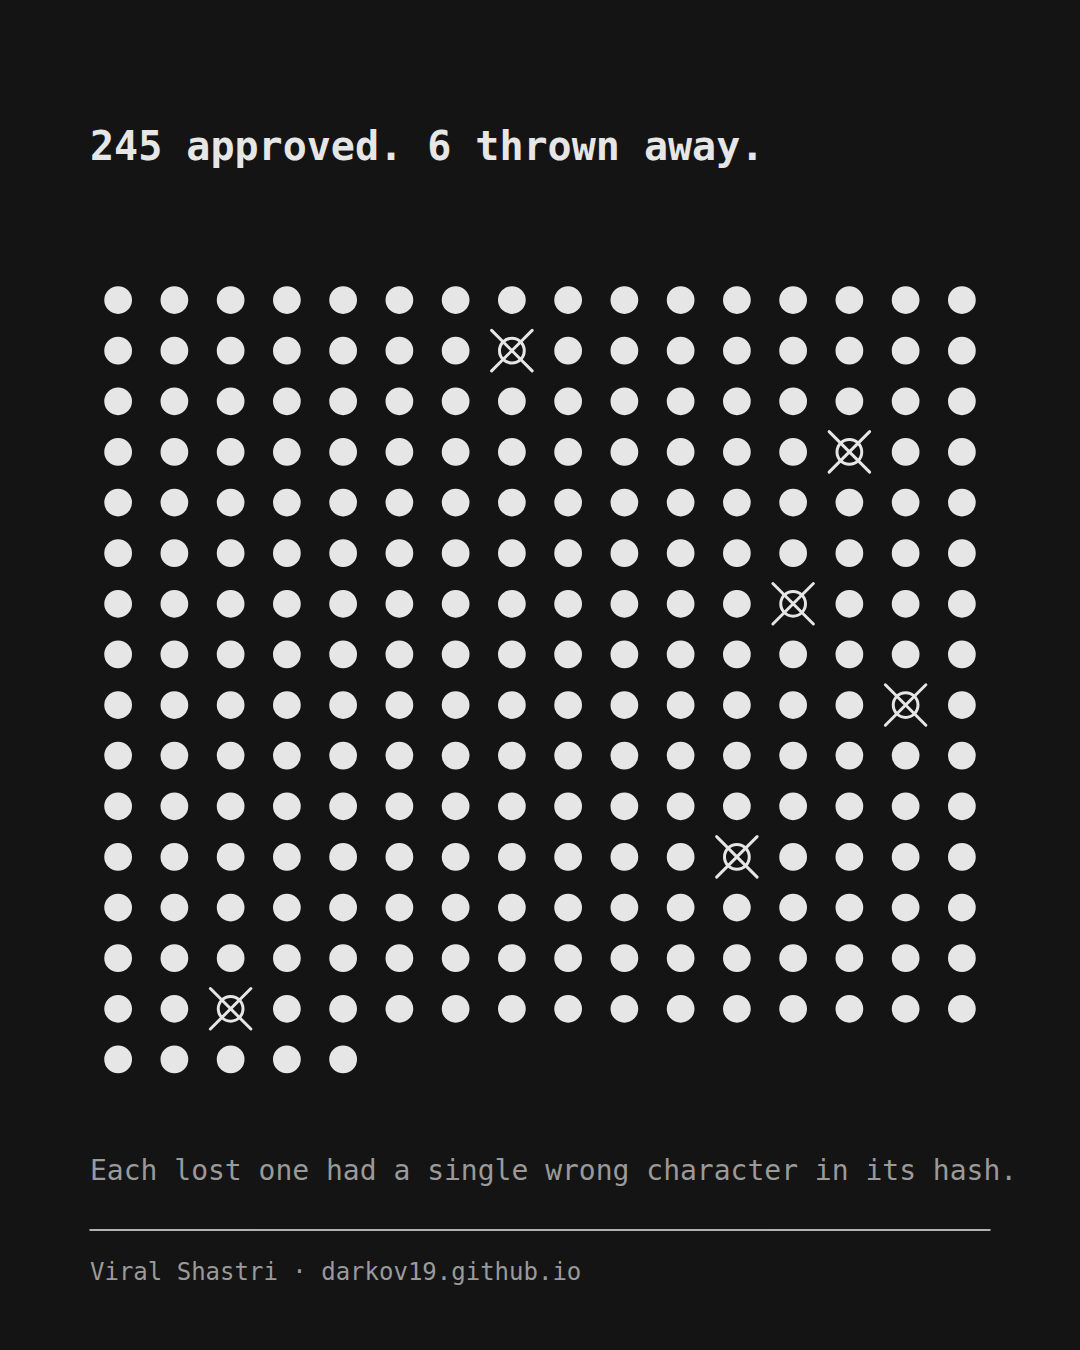 245 approved. 6 thrown away.
Each lost one had a single wrong character in its hash.
Viral Shastri · darkov19.github.io